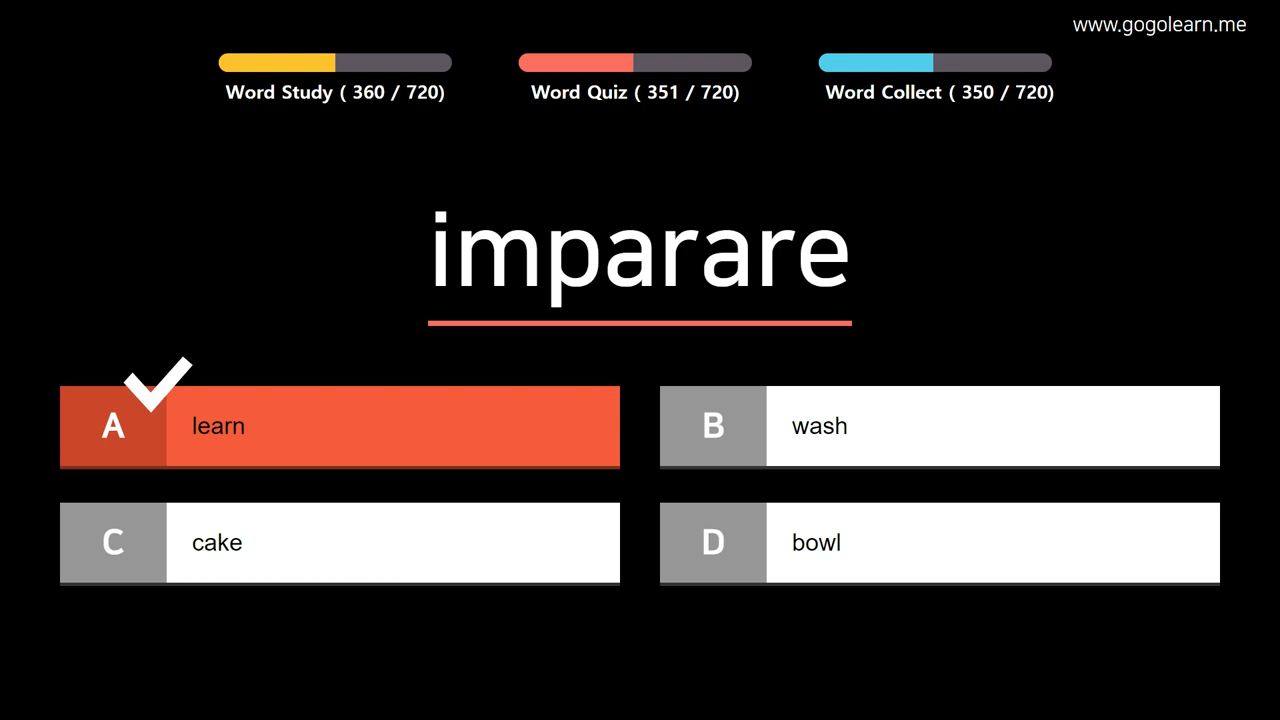 www.gogolearn.me
Word Study ( 360 / 720) Word Quiz ( 351 / 720) Word Collect ( 350 / 720)
imparare
A learn
B wash
C cake
D bowl